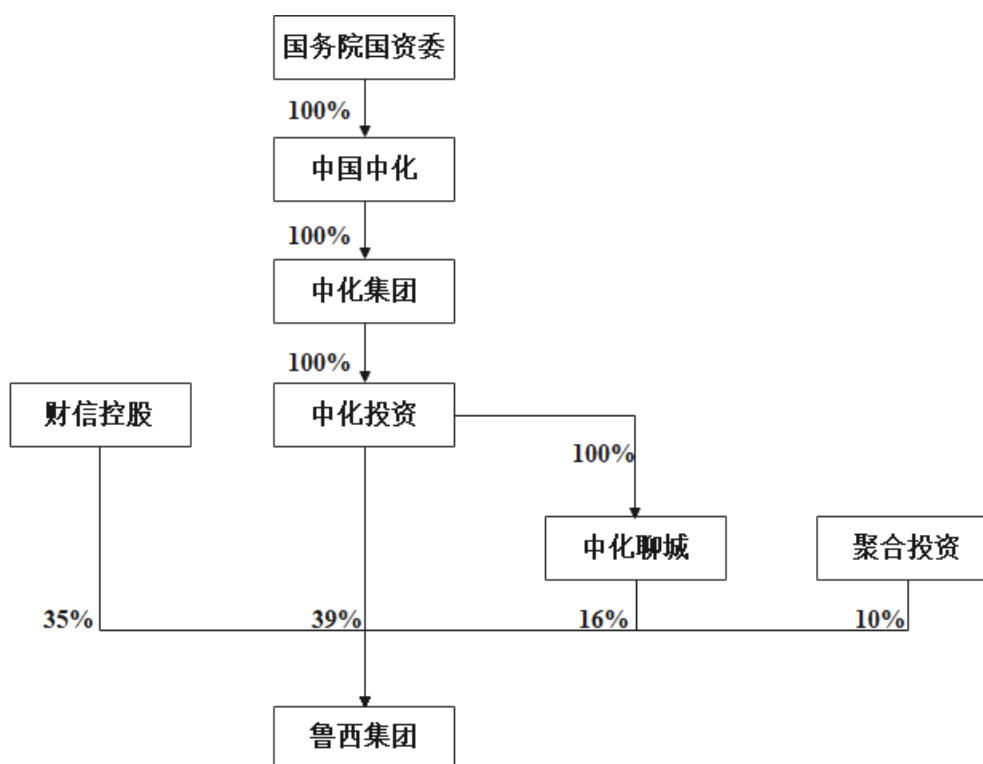 国务院国资委
100%
中国中化
100%
中化集团
100%
财信控股
中化投资
100%
中化聊城
聚合投资
35%
39%
16%
10%
鲁西集团